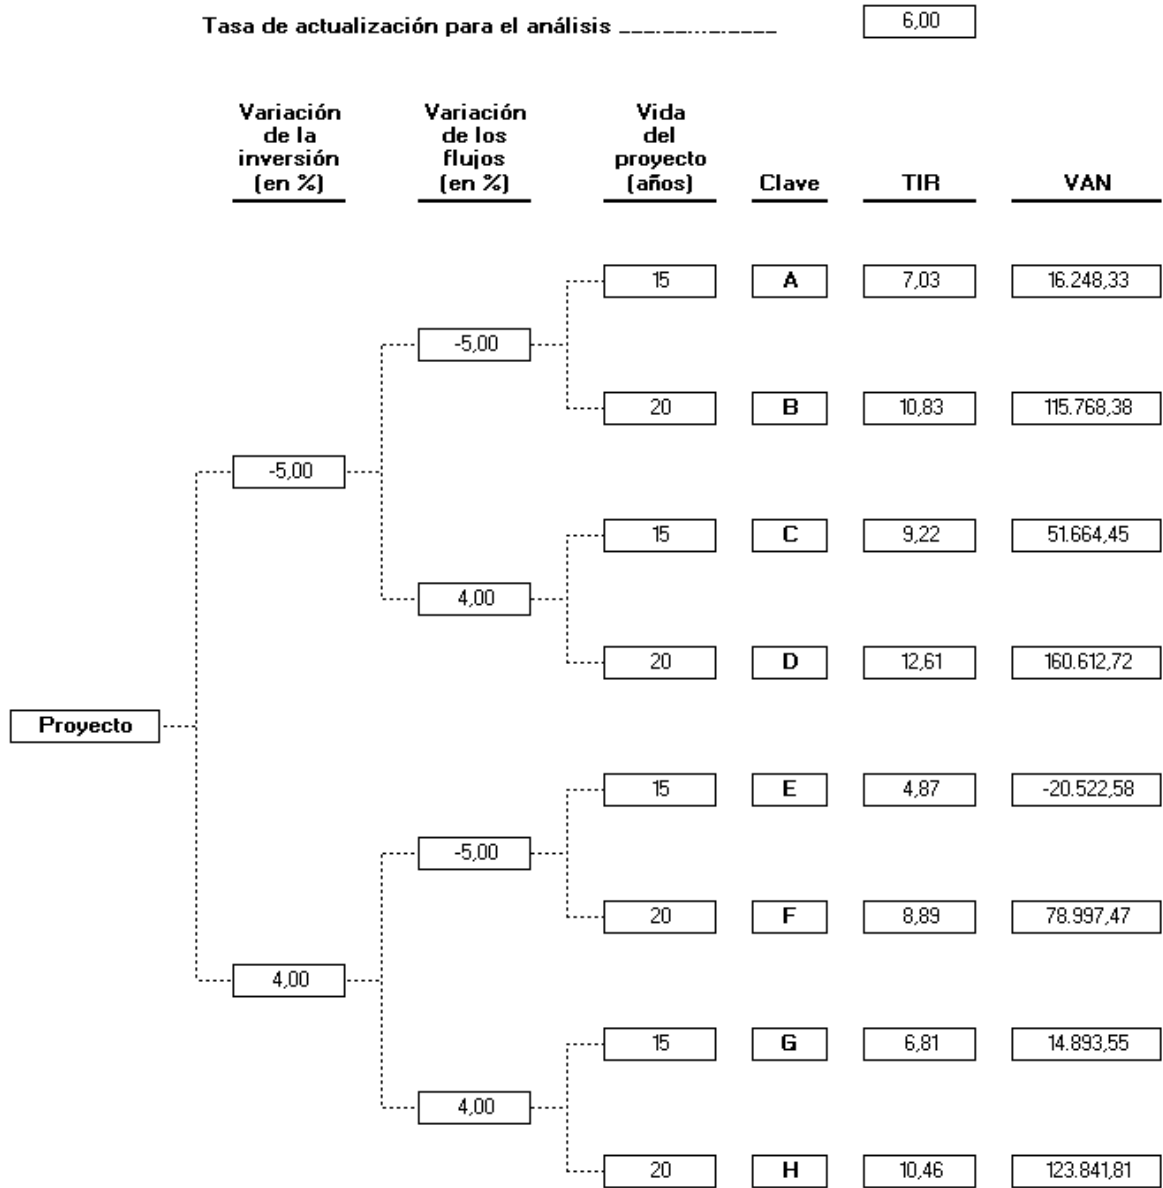 Tasa de actualización para el análisis 6,00
Variación de la inversión (en %) Variación de los flujos (en %) Vida del proyecto (años) Clave TIR VAN
15 A 7,03 16.248,33
-5,00
20 B 10,83 115.768,38
-5,00
15 C 9,22 51.664,45
4,00
20 D 12,61 160.612,72
Proyecto
15 E 4,87 -20.522,58
-5,00
20 F 8,89 78.997,47
4,00
15 G 6,81 14.893,55
4,00
20 H 10,46 123.841,81